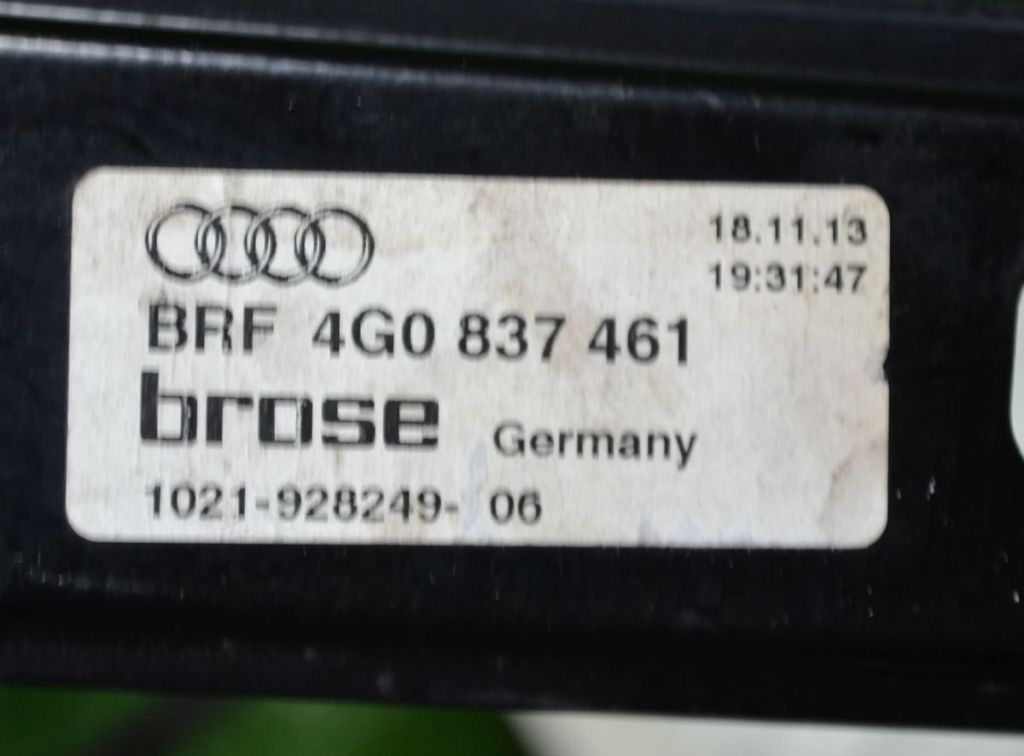 18.11.13
19:31:47
BRF 4G0 837 461
brose Germany
1021-928249- 06